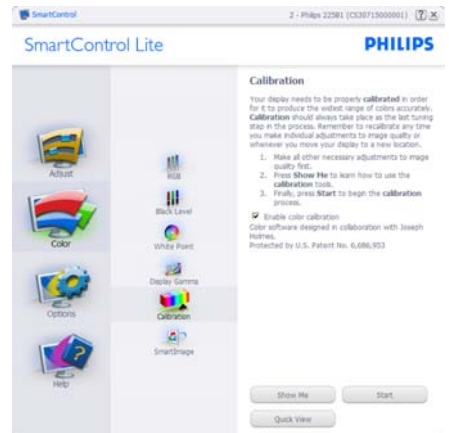 SmartControl
2 - Philips 225B1 (CS30715000001)
SmartControl Lite
PHILIPS
Adjust
Color
Options
Help
RGB
Black Level
White Point
Display Gamma
Calibration
SmartImage
Calibration
Your display needs to be properly calibrated in order
for it to produce the widest range of colors accurately.
Calibration should always take place as the last tuning
step in the process. Remember to recalibrate any time
you make individual adjustments to image quality or
whenever you move your display to a new location.
1. Make all other necessary adjustments to image
quality first.
2. Press Show Me to learn how to use the
calibration tools.
3. Finally, press Start to begin the calibration
process.
Enable color calibration
Color software designed in collaboration with Joseph
Holmes.
Protected by U.S. Patent No. 6,686,953
Show Me
Start
Quick View